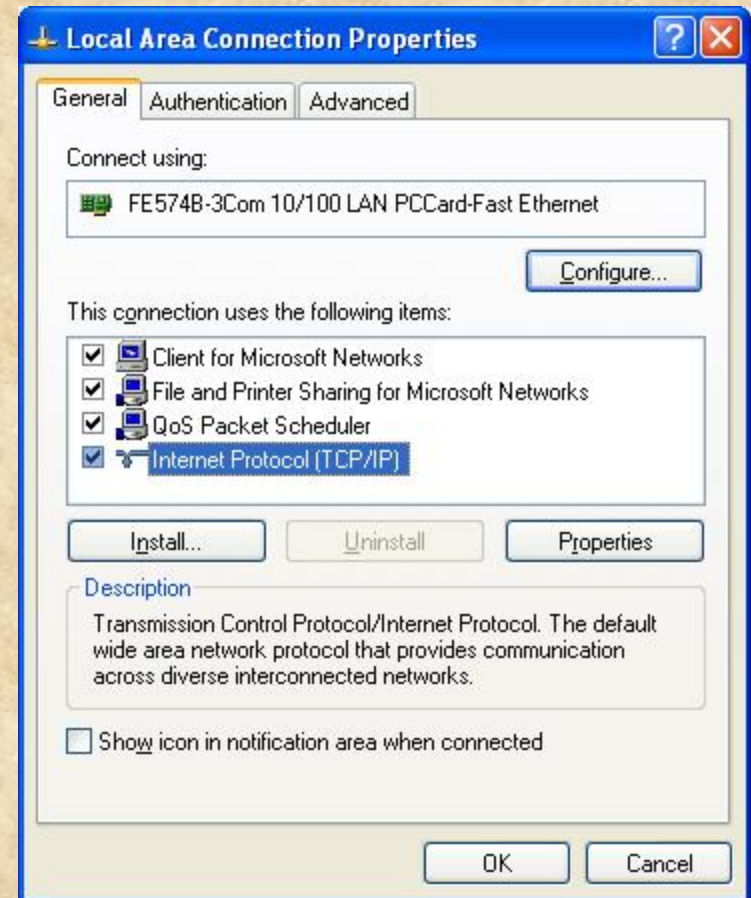 Local Area Connection Properties
General Authentication Advanced
Connect using:
FE574B-3Com 10/100 LAN PCCard-Fast Ethernet
Configure...
This connection uses the following items:
Client for Microsoft Networks
File and Printer Sharing for Microsoft Networks
QoS Packet Scheduler
Internet Protocol (TCP/IP)
Install... Uninstall Properties
Description
Transmission Control Protocol/Internet Protocol. The default
wide area network protocol that provides communication
across diverse interconnected networks.
Show icon in notification area when connected
OK Cancel